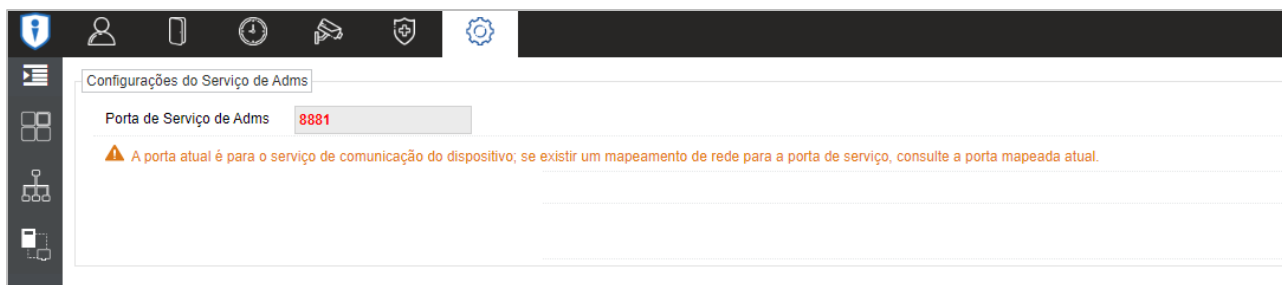 Configurações do Serviço de Adms
Porta de Serviço de Adms 8881
A porta atual é para o serviço de comunicação do dispositivo; se existir um mapeamento de rede para a porta de serviço, consulte a porta mapeada atual.